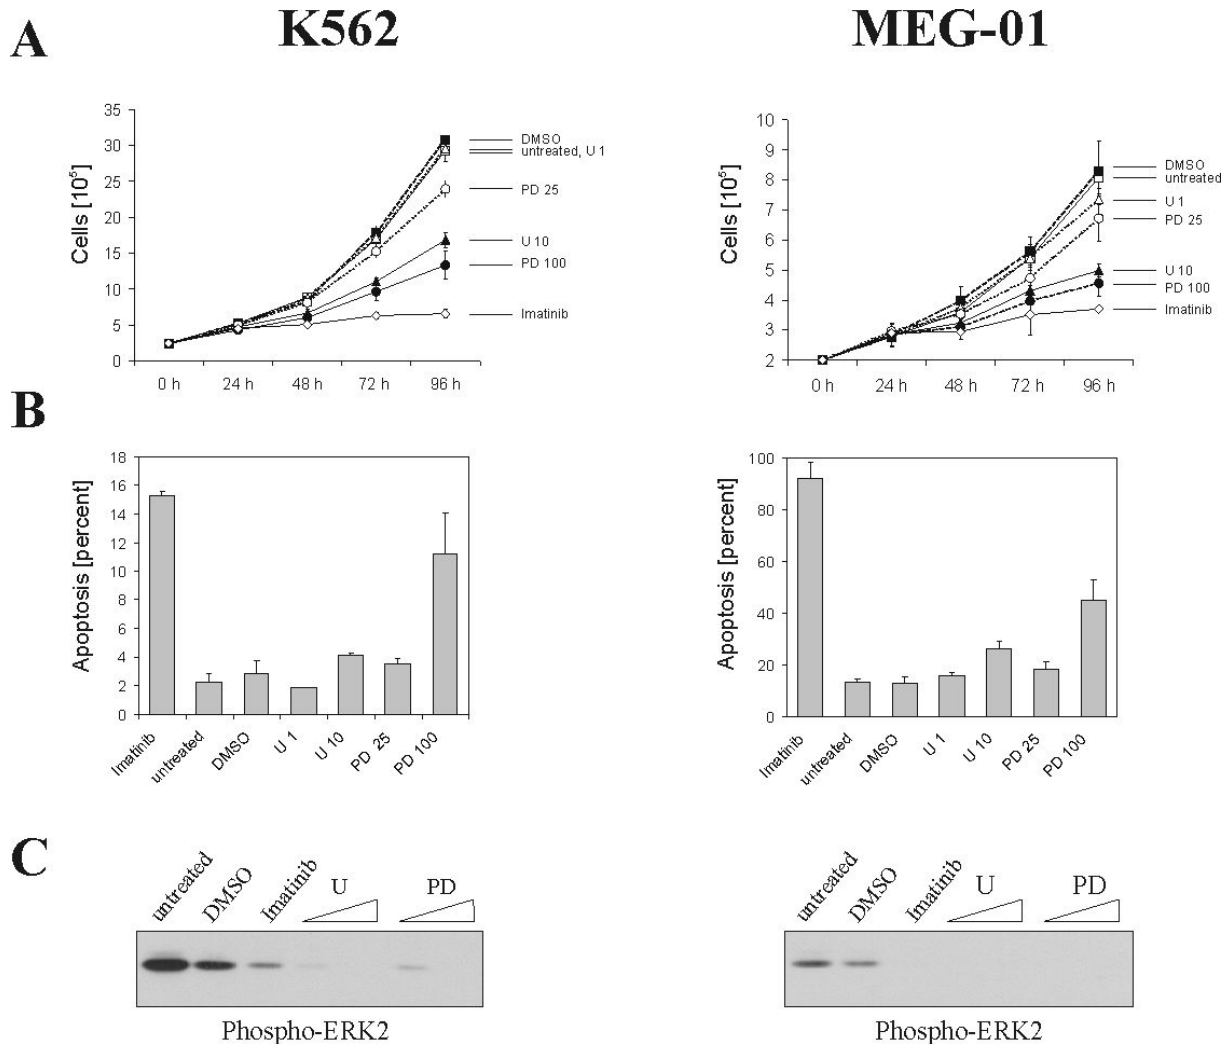 A
K562
MEG-01
Cells [10⁵]
35
30
25
20
15
10
5
0
0 h
24 h
48 h
72 h
96 h
DMSO
untreated, U 1
PD 25
U 10
PD 100
Imatinib
Cells [10⁵]
10
9
8
7
6
5
4
3
2
0 h
24 h
48 h
72 h
96 h
DMSO
untreated
U 1
PD 25
U 10
PD 100
Imatinib
B
Apoptosis [percent]
18
16
14
12
10
8
6
4
2
0
Imatinib
untreated
DMSO
U 1
U 10
PD 25
PD 100
Apoptosis [percent]
100
80
60
40
20
0
Imatinib
untreated
DMSO
U 1
U 10
PD 25
PD 100
C
untreated
DMSO
Imatinib
U
PD
Phospho-ERK2
untreated
DMSO
Imatinib
U
PD
Phospho-ERK2